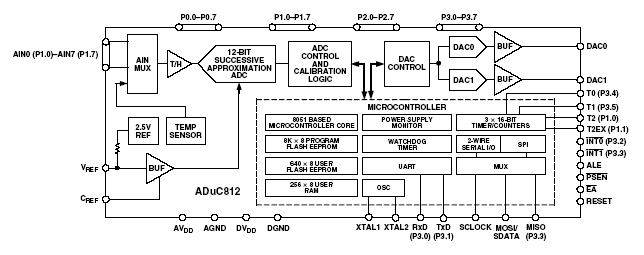 P0.0–P0.7
P1.0–P1.7
P2.0–P2.7
P3.0–P3.7
AIN0 (P1.0)–AIN7 (P1.7)
AIN
MUX
T/H
12-BIT
SUCCESSIVE
APPROXIMATION
ADC
ADC
CONTROL
AND
CALIBRATION
LOGIC
DAC
CONTROL
DAC0
BUF
DAC0
DAC1
BUF
DAC1
T0 (P3.4)
T1 (P3.5)
T2 (P1.0)
T2EX (P1.1)
INT0 (P3.2)
INT1 (P3.3)
ALE
PSEN
EA
RESET
MICROCONTROLLER
8051 BASED
MICROCONTROLLER CORE
POWER SUPPLY
MONITOR
3 × 16-BIT
TIMER/COUNTERS
8K × 8 PROGRAM
FLASH EEPROM
WATCHDOG
TIMER
2-WIRE
SERIAL I/O
SPI
640 × 8 USER
FLASH EEPROM
UART
MUX
256 × 8 USER
RAM
OSC
2.5V
REF
TEMP
SENSOR
VREF
BUF
CREF
ADuC812
AVDD
AGND
DVDD
DGND
XTAL1
XTAL2
RxD
(P3.0)
TxD
(P3.1)
SCLOCK
MOSI/
SDATA
MISO
(P3.3)